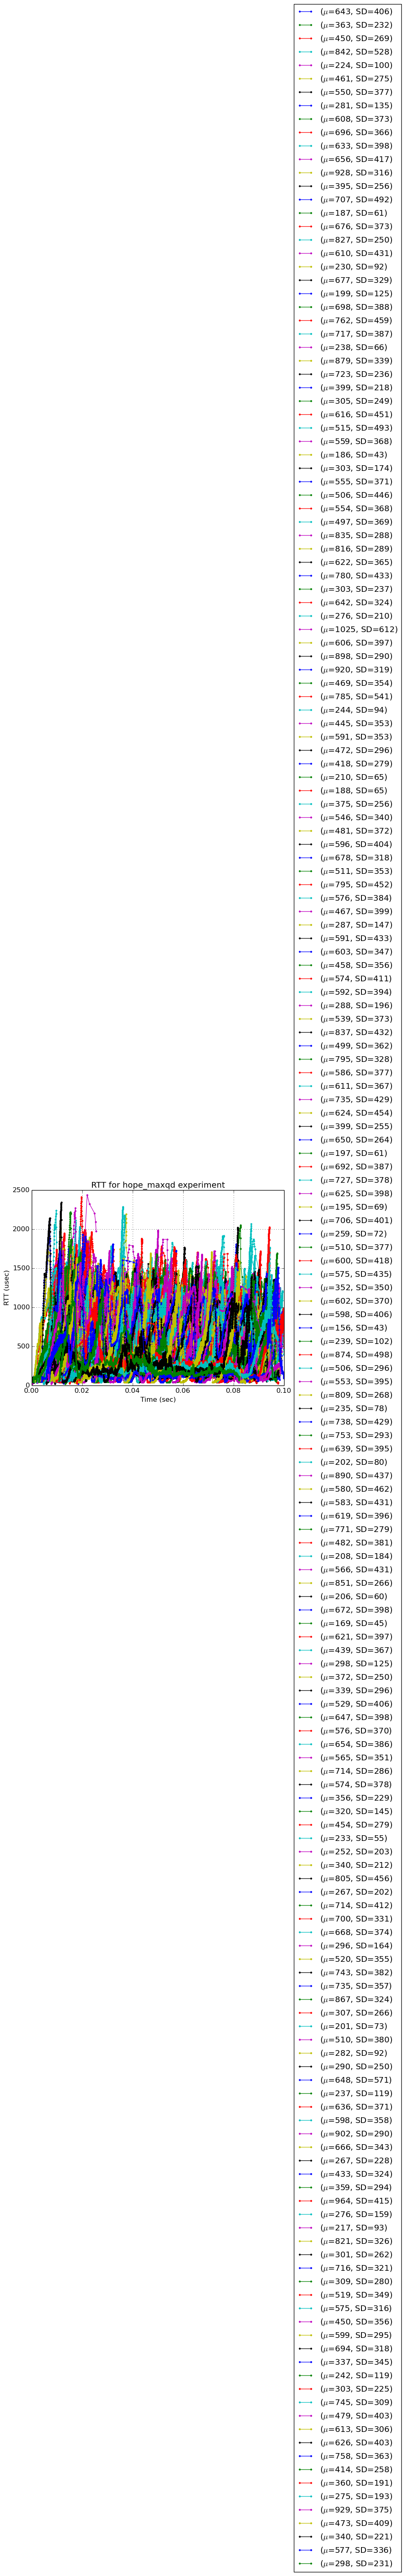 (μ=643, SD=406)
(μ=363, SD=232)
(μ=450, SD=269)
(μ=842, SD=528)
(μ=224, SD=100)
(μ=461, SD=275)
(μ=550, SD=377)
(μ=281, SD=135)
(μ=608, SD=373)
(μ=696, SD=366)
(μ=633, SD=398)
(μ=656, SD=417)
(μ=928, SD=316)
(μ=395, SD=256)
(μ=707, SD=492)
(μ=187, SD=61)
(μ=676, SD=373)
(μ=827, SD=250)
(μ=610, SD=431)
(μ=230, SD=92)
(μ=677, SD=329)
(μ=199, SD=125)
(μ=698, SD=388)
(μ=762, SD=459)
(μ=717, SD=387)
(μ=238, SD=66)
(μ=879, SD=339)
(μ=723, SD=236)
(μ=399, SD=218)
(μ=305, SD=249)
(μ=616, SD=451)
(μ=515, SD=493)
(μ=559, SD=368)
(μ=186, SD=43)
(μ=303, SD=174)
(μ=555, SD=371)
(μ=506, SD=446)
(μ=554, SD=368)
(μ=497, SD=369)
(μ=835, SD=288)
(μ=816, SD=289)
(μ=622, SD=365)
(μ=780, SD=433)
(μ=303, SD=237)
(μ=642, SD=324)
(μ=276, SD=210)
(μ=1025, SD=612)
(μ=606, SD=397)
(μ=898, SD=290)
(μ=920, SD=319)
(μ=469, SD=354)
(μ=785, SD=541)
(μ=244, SD=94)
(μ=445, SD=353)
(μ=591, SD=353)
(μ=472, SD=296)
(μ=418, SD=279)
(μ=210, SD=65)
(μ=188, SD=65)
(μ=375, SD=256)
(μ=546, SD=340)
(μ=481, SD=372)
(μ=596, SD=404)
(μ=678, SD=318)
(μ=511, SD=353)
(μ=795, SD=452)
(μ=576, SD=384)
(μ=467, SD=399)
(μ=287, SD=147)
(μ=591, SD=433)
(μ=603, SD=347)
(μ=458, SD=356)
(μ=574, SD=411)
(μ=592, SD=394)
(μ=288, SD=196)
(μ=539, SD=373)
(μ=837, SD=432)
(μ=499, SD=362)
(μ=795, SD=328)
(μ=586, SD=377)
(μ=611, SD=367)
(μ=735, SD=429)
(μ=624, SD=454)
(μ=399, SD=255)
(μ=650, SD=264)
(μ=197, SD=61)
(μ=692, SD=387)
(μ=727, SD=378)
(μ=625, SD=398)
(μ=195, SD=69)
(μ=706, SD=401)
(μ=259, SD=72)
(μ=510, SD=377)
(μ=600, SD=418)
(μ=575, SD=435)
(μ=352, SD=350)
(μ=602, SD=370)
(μ=598, SD=406)
(μ=156, SD=43)
(μ=239, SD=102)
(μ=874, SD=498)
(μ=506, SD=296)
(μ=553, SD=395)
(μ=809, SD=268)
(μ=235, SD=78)
(μ=738, SD=429)
(μ=753, SD=293)
(μ=639, SD=395)
(μ=202, SD=80)
(μ=890, SD=437)
(μ=580, SD=462)
(μ=583, SD=431)
(μ=619, SD=396)
(μ=771, SD=279)
(μ=482, SD=381)
(μ=208, SD=184)
(μ=566, SD=431)
(μ=851, SD=266)
(μ=206, SD=60)
(μ=672, SD=398)
(μ=169, SD=45)
(μ=621, SD=397)
(μ=439, SD=367)
(μ=298, SD=125)
(μ=372, SD=250)
(μ=339, SD=296)
(μ=529, SD=406)
(μ=647, SD=398)
(μ=576, SD=370)
(μ=654, SD=386)
(μ=565, SD=351)
(μ=714, SD=286)
(μ=574, SD=378)
(μ=356, SD=229)
(μ=320, SD=145)
(μ=454, SD=279)
(μ=233, SD=55)
(μ=252, SD=203)
(μ=340, SD=212)
(μ=805, SD=456)
(μ=267, SD=202)
(μ=714, SD=412)
(μ=700, SD=331)
(μ=668, SD=374)
(μ=296, SD=164)
(μ=520, SD=355)
(μ=743, SD=382)
(μ=735, SD=357)
(μ=867, SD=324)
(μ=307, SD=266)
(μ=201, SD=73)
(μ=510, SD=380)
(μ=282, SD=92)
(μ=290, SD=250)
(μ=648, SD=571)
(μ=237, SD=119)
(μ=636, SD=371)
(μ=598, SD=358)
(μ=902, SD=290)
(μ=666, SD=343)
(μ=267, SD=228)
(μ=433, SD=324)
(μ=359, SD=294)
(μ=964, SD=415)
(μ=276, SD=159)
(μ=217, SD=93)
(μ=821, SD=326)
(μ=301, SD=262)
(μ=716, SD=321)
(μ=309, SD=280)
(μ=519, SD=349)
(μ=575, SD=316)
(μ=450, SD=356)
(μ=599, SD=295)
(μ=694, SD=318)
(μ=337, SD=345)
(μ=242, SD=119)
(μ=303, SD=225)
(μ=745, SD=309)
(μ=479, SD=403)
(μ=613, SD=306)
(μ=626, SD=403)
(μ=758, SD=363)
(μ=414, SD=258)
(μ=360, SD=191)
(μ=275, SD=193)
(μ=929, SD=375)
(μ=473, SD=409)
(μ=340, SD=221)
(μ=577, SD=336)
(μ=298, SD=231)
RTT for hope_maxqd experiment
RTT (usec)
2500
2000
1500
1000
500
0
0.00 0.02 0.04 0.06 0.08 0.10
Time (sec)